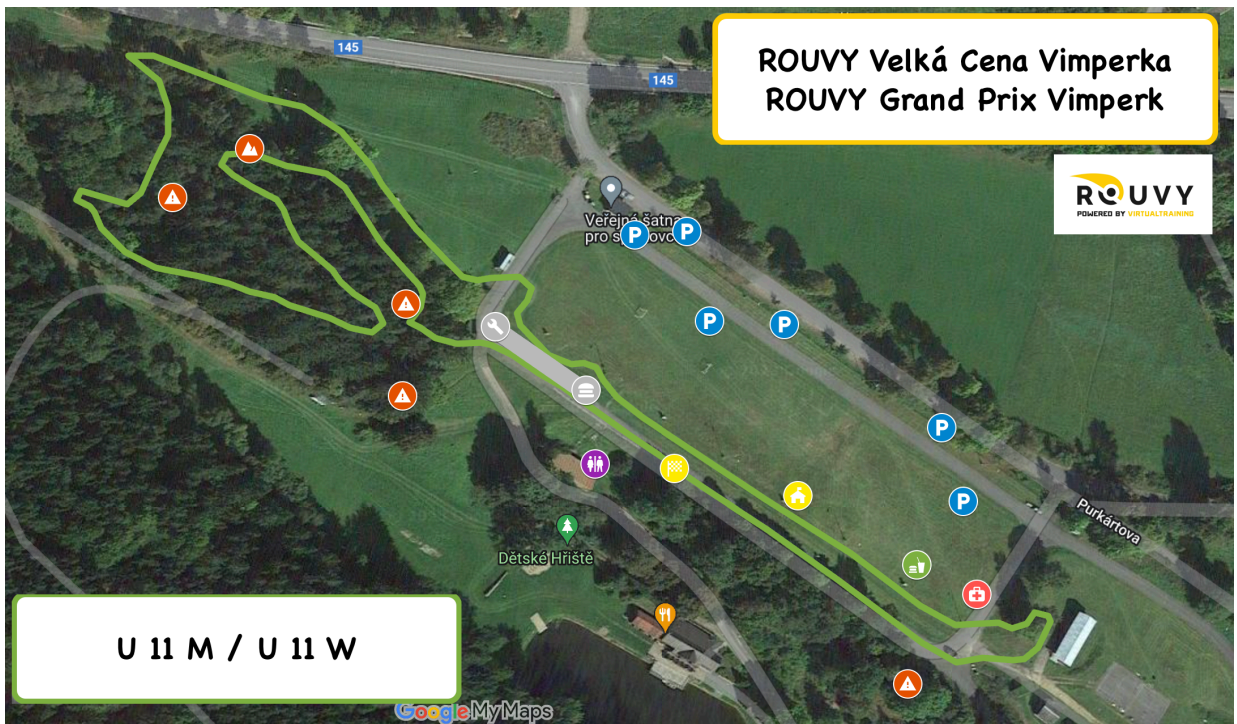 145
145
ROUVY Velká Cena Vimperka
ROUVY Grand Prix Vimperk
ROUVY
POWERED BY VIRTUALTRAINING
Veřejná šatna
P
P
P
P
P
P
Purkártova
Dětské Hřiště
U 11 M / U 11 W
Google My Maps